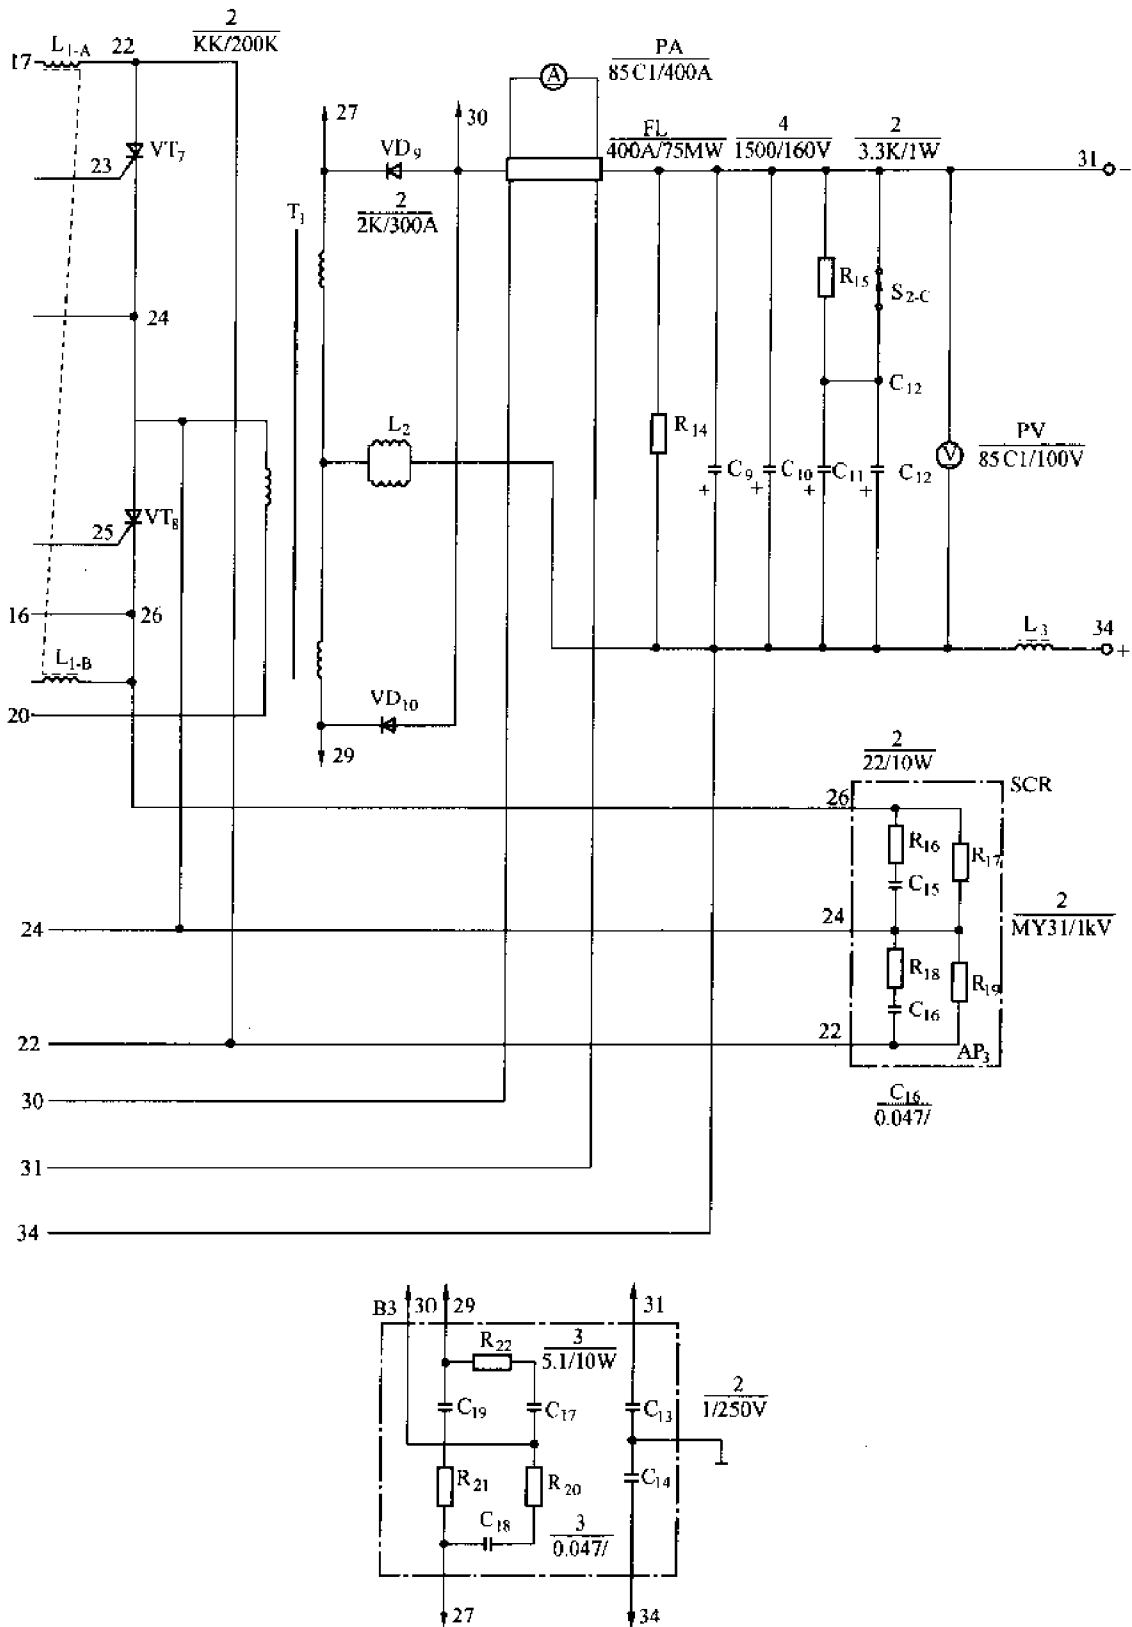 2
KK/200K
L1-A
22
17
PA
85C1/400A
A
27
30
VT7
23
VD9
FL
400A/75MW
4
1500/160V
2
3.3K/1W
31
−
2
2K/300A
T1
R15
S2-C
24
C12
L2
R14
PV
85C1/100V
V
C9
C10
C11
C12
+
+
+
+
VT8
25
16
26
L1-B
L3
34
+
20
VD10
29
2
22/10W
SCR
26
R16
R17
C15
24
24
2
MY31/1kV
R18
R19
C16
22
22
AP3
30
C16
0.047/
31
34
B3
30
29
31
R22
3
5.1/10W
2
1/250V
C19
C17
C13
R21
R20
C14
C18
3
0.047/
27
34